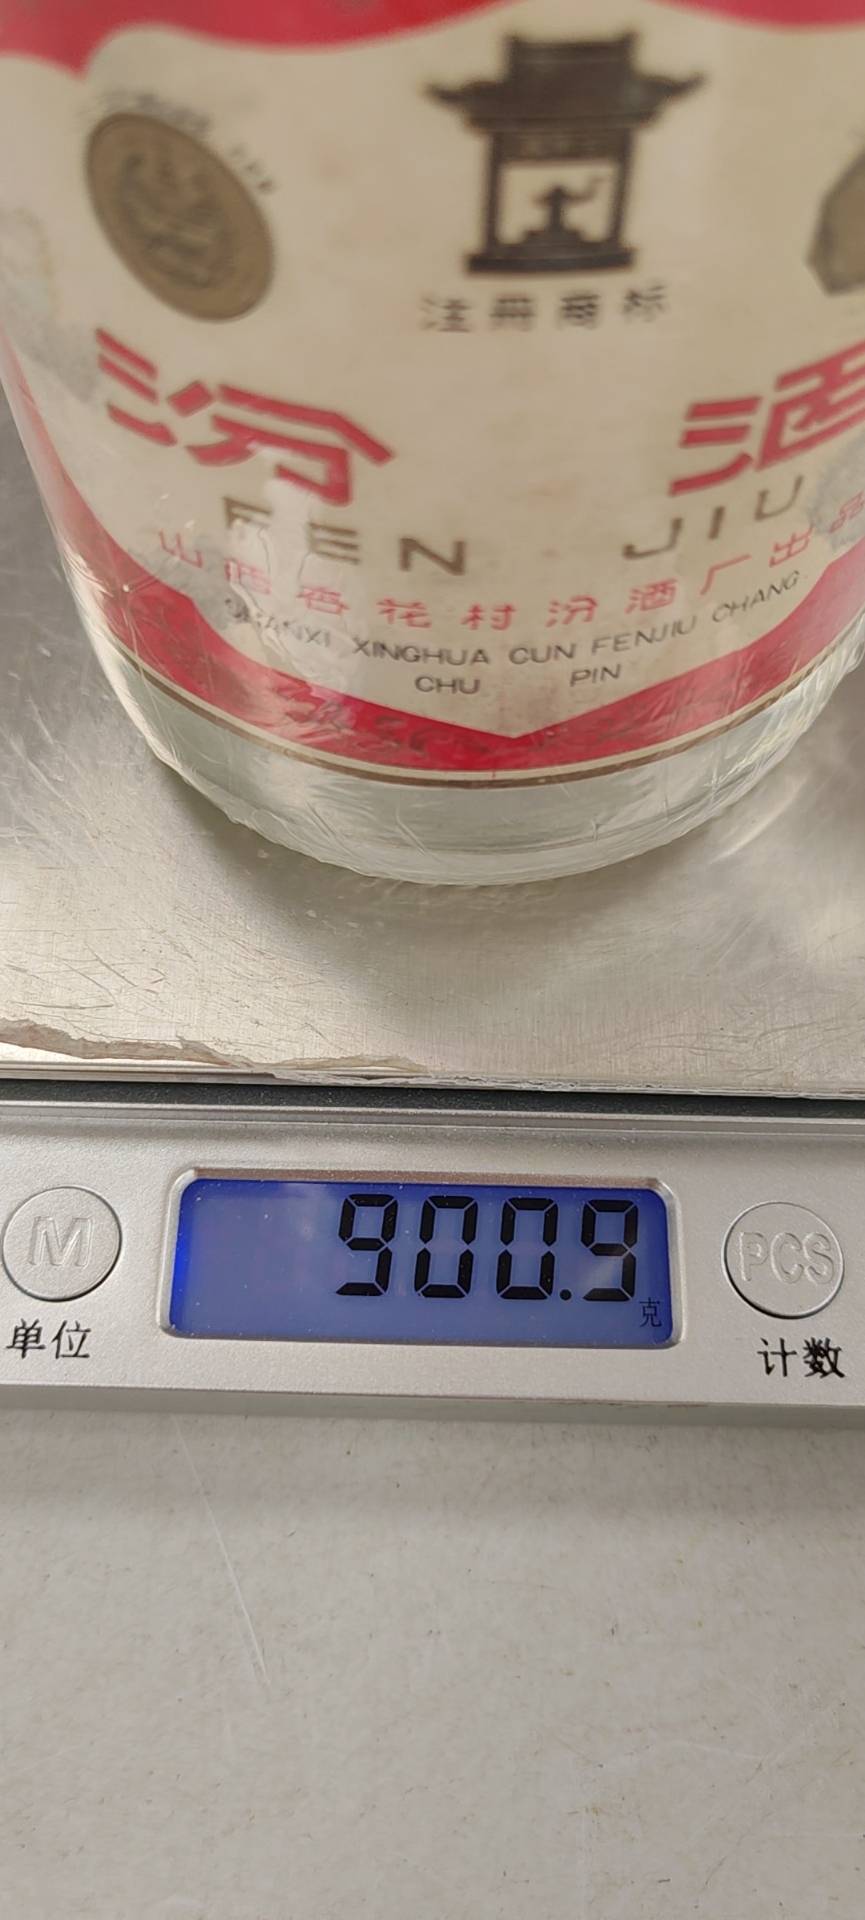 注册商标
汾 酒
FEN JIU
山西杏花村汾酒厂出品
SHANXI XINGHUA CUN FENJIU CHANG
CHU PIN
900.9
克
M
PCS
单位
计数